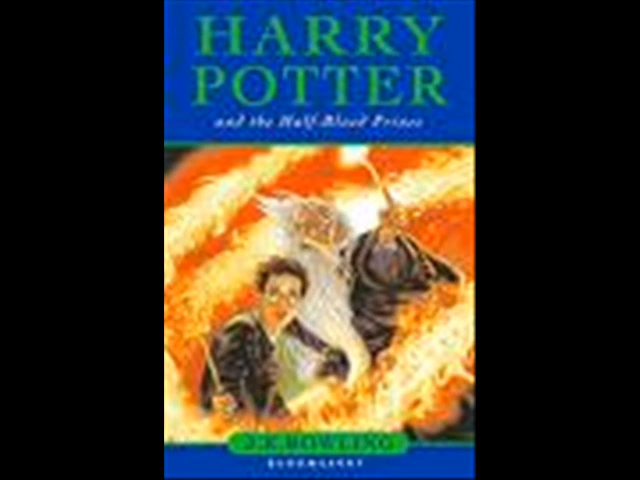 HARRY
POTTER
and the Half-Blood Prince
J.K.ROWLING
BLOOMSBURY